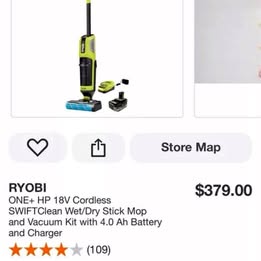 Store Map
RYOBI
$379.00
ONE+ HP 18V Cordless
SWIFTClean Wet/Dry Stick Mop
and Vacuum Kit with 4.0 Ah Battery
and Charger
(109)